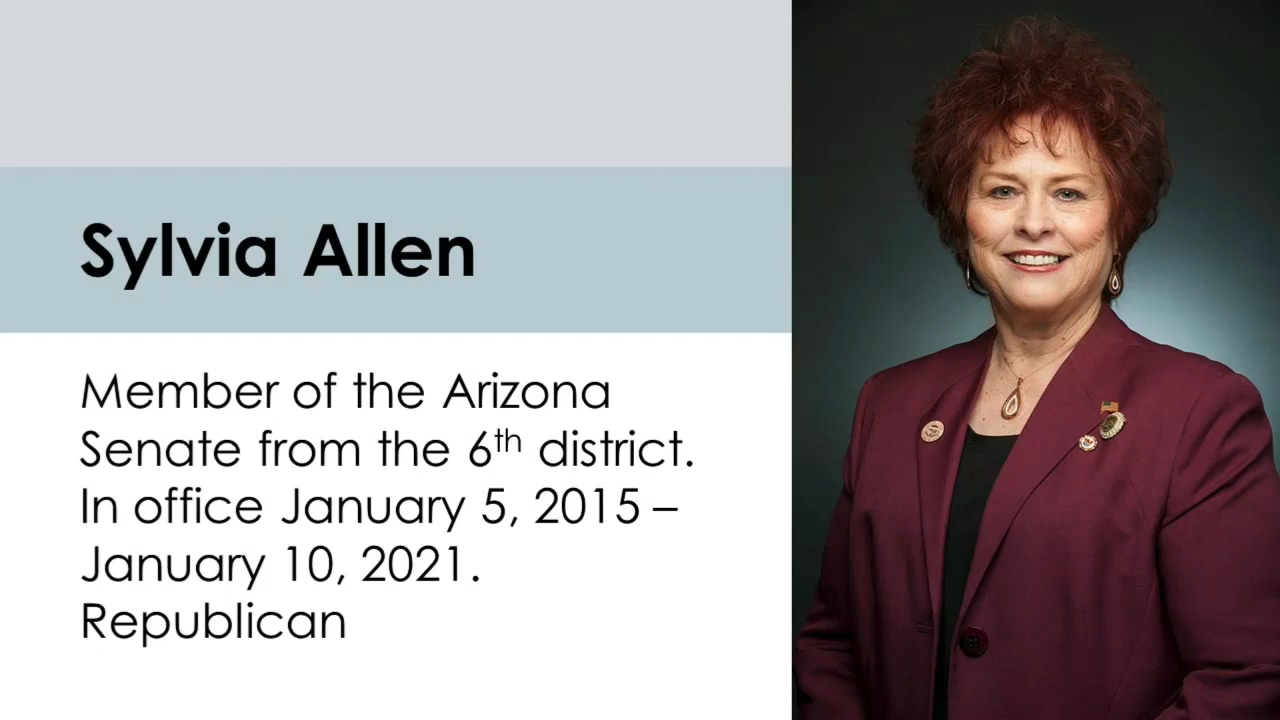 Sylvia Allen
Member of the Arizona
Senate from the 6th district.
In office January 5, 2015 –
January 10, 2021.
Republican